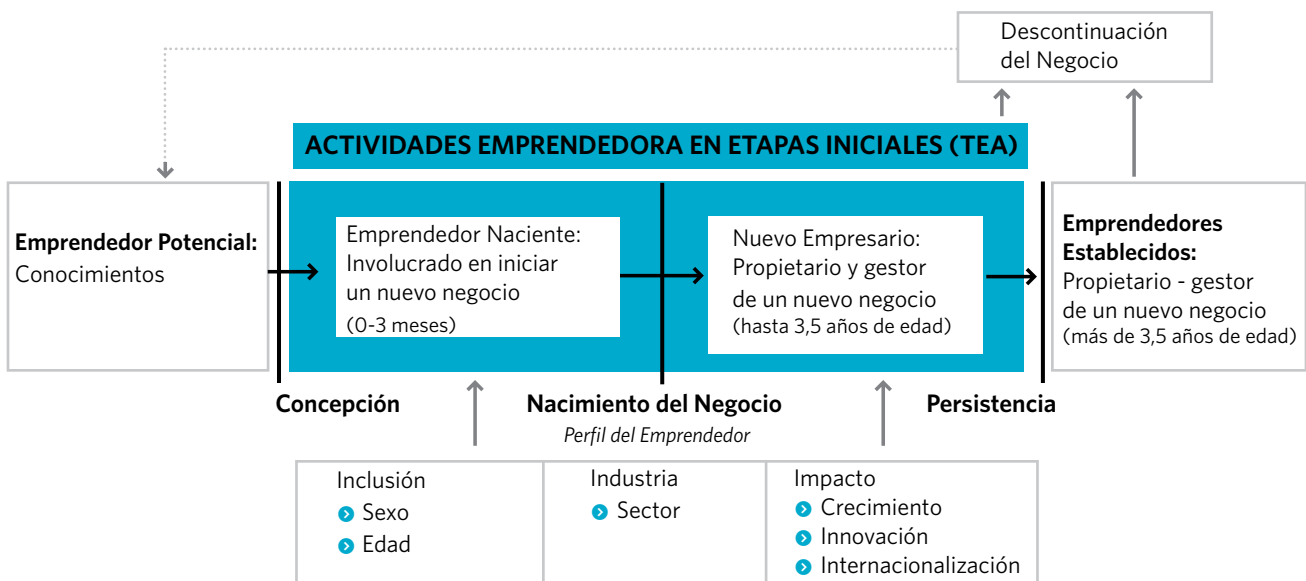 Descontinuación
del Negocio
ACTIVIDADES EMPRENDEDORA EN ETAPAS INICIALES (TEA)
Emprendedor Potencial:
Conocimientos
Emprendedor Naciente:
Involucrado en iniciar
un nuevo negocio
(0-3 meses)
Nuevo Empresario:
Propietario y gestor
de un nuevo negocio
(hasta 3,5 años de edad)
Emprendedores
Establecidos:
Propietario - gestor
de un nuevo negocio
(más de 3,5 años de edad)
Concepción
Nacimiento del Negocio
Persistencia
Perfil del Emprendedor
Inclusión
Sexo
Edad
Industria
Sector
Impacto
Crecimiento
Innovación
Internacionalización